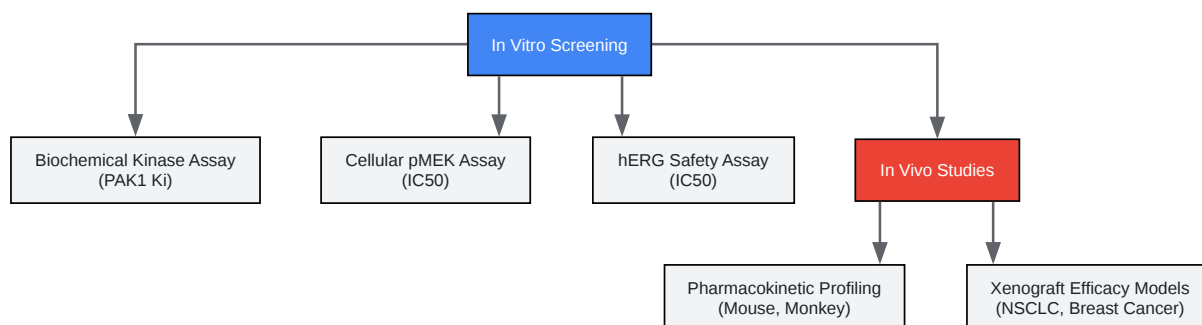 In Vitro Screening
Biochemical Kinase Assay
(PAK1 Ki)
Cellular pMEK Assay
(IC50)
hERG Safety Assay
(IC50)
In Vivo Studies
Pharmacokinetic Profiling
(Mouse, Monkey)
Xenograft Efficacy Models
(NSCLC, Breast Cancer)